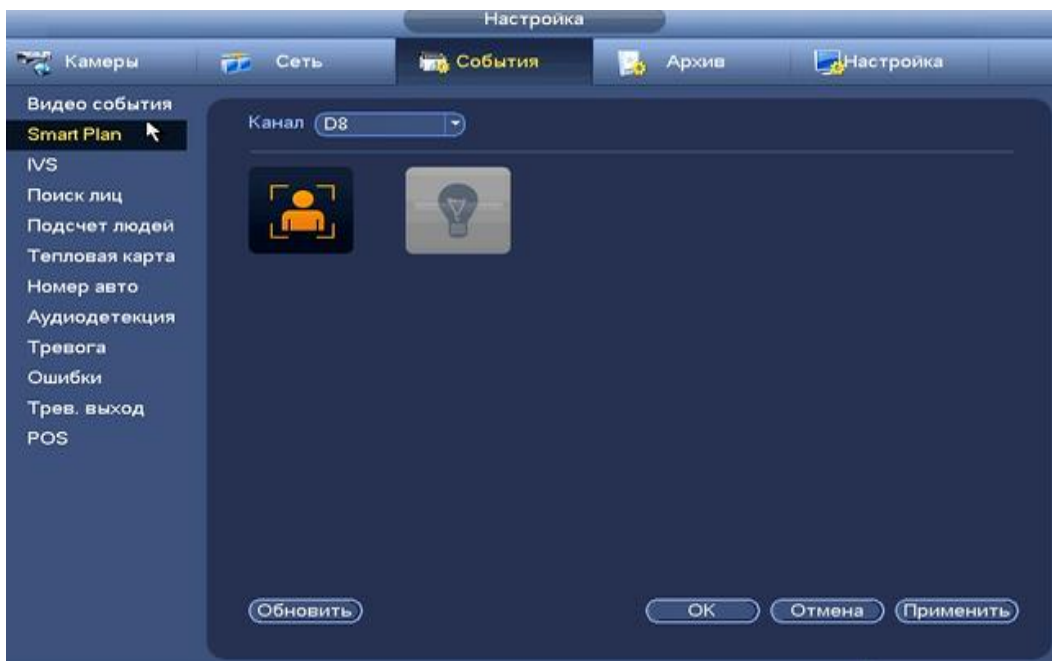 Настройка
Камеры Сеть События Архив Настройка
Видео события
Канал D8
Smart Plan
IVS
Поиск лиц
Подсчет людей
Тепловая карта
Номер авто
Аудиодетекция
Тревога
Ошибки
Трев. выход
POS
Обновить OK Отмена Применить